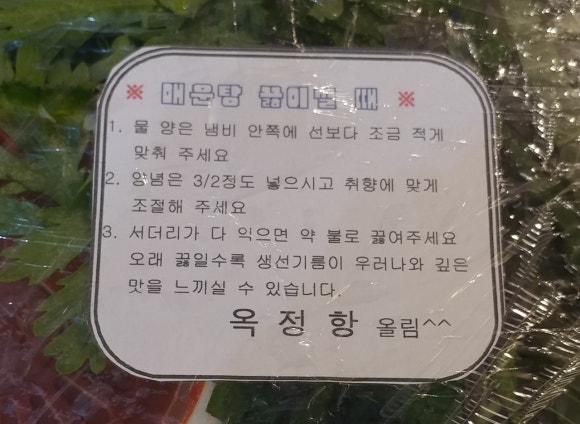 ※ 매운탕 끓이실 때 ※
1. 물 양은 냄비 안쪽에 선보다 조금 적게
맞춰 주세요
2. 양념은 3/2정도 넣으시고 취향에 맞게
조절해 주세요
3. 서더리가 다 익으면 약 불로 끓여주세요
오래 끓일수록 생선기름이 우러나와 깊은
맛을 느끼실 수 있습니다.
옥정항 올림^^